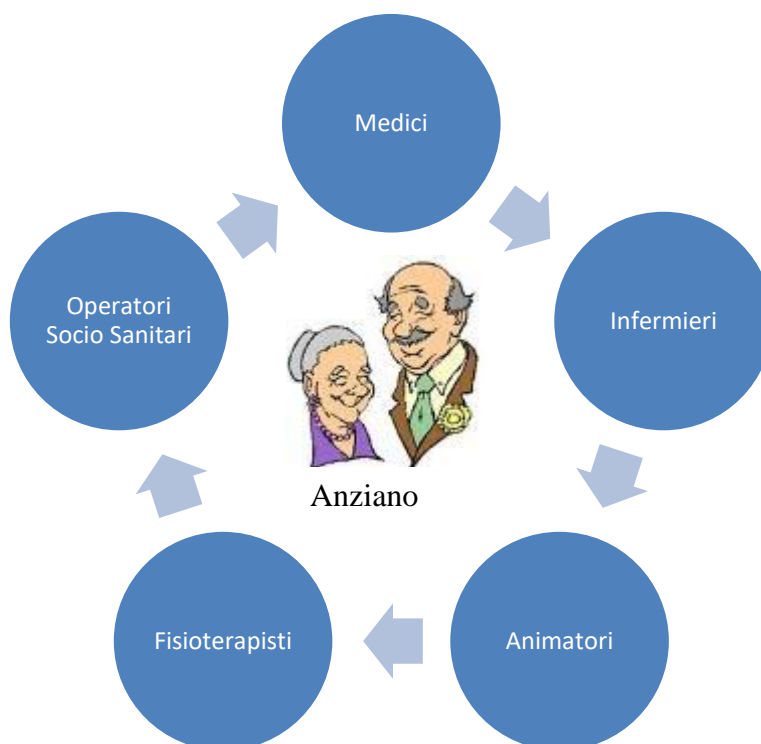 Medici
Infermieri
Animatori
Fisioterapisti
Operatori
Socio Sanitari
Anziano